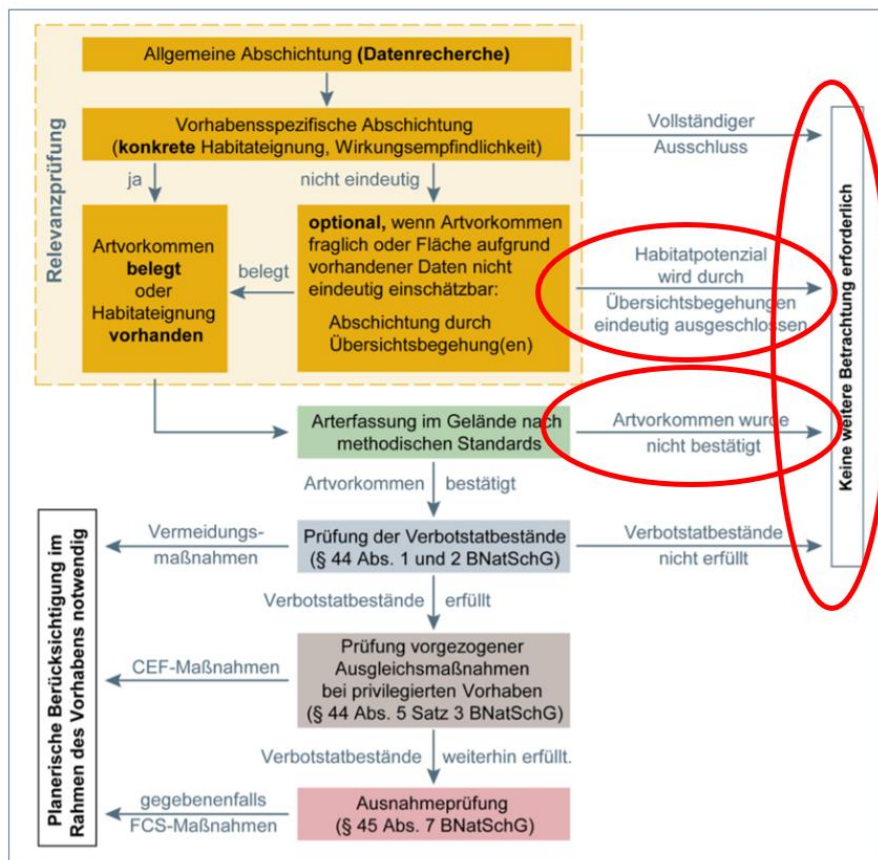 Allgemeine Abschichtung (Datenrecherche)
Relevanzprüfung
Vorhabensspezifische Abschichtung
(konkrete Habitateignung, Wirkungsempfindlichkeit)
Vollständiger
Ausschluss
ja
nicht eindeutig
Artvorkommen
belegt
oder
Habitateignung
vorhanden
belegt
optional, wenn Artvorkommen
fraglich oder Fläche aufgrund
vorhandener Daten nicht
eindeutig einschätzbar:
Abschichtung durch
Übersichtsbegehung(en)
Habitatpotenzial
wird durch
Übersichtsbegehungen
eindeutig ausgeschlossen
Keine weitere Betrachtung erforderlich
Arterfassung im Gelände nach
methodischen Standards
Artvorkommen wurde
nicht bestätigt
Artvorkommen bestätigt
Planerische Berücksichtigung im
Rahmen des Vorhabens notwendig
Vermeidungs-
maßnahmen
Prüfung der Verbotstatbestände
(§ 44 Abs. 1 und 2 BNatSchG)
Verbotstatbestände
nicht erfüllt
Verbotstatbestände erfüllt
CEF-Maßnahmen
Prüfung vorgezogener
Ausgleichsmaßnahmen
bei privilegierten Vorhaben
(§ 44 Abs. 5 Satz 3 BNatSchG)
Verbotstatbestände weiterhin erfüllt.
gegebenenfalls
FCS-Maßnahmen
Ausnahmeprüfung
(§ 45 Abs. 7 BNatSchG)